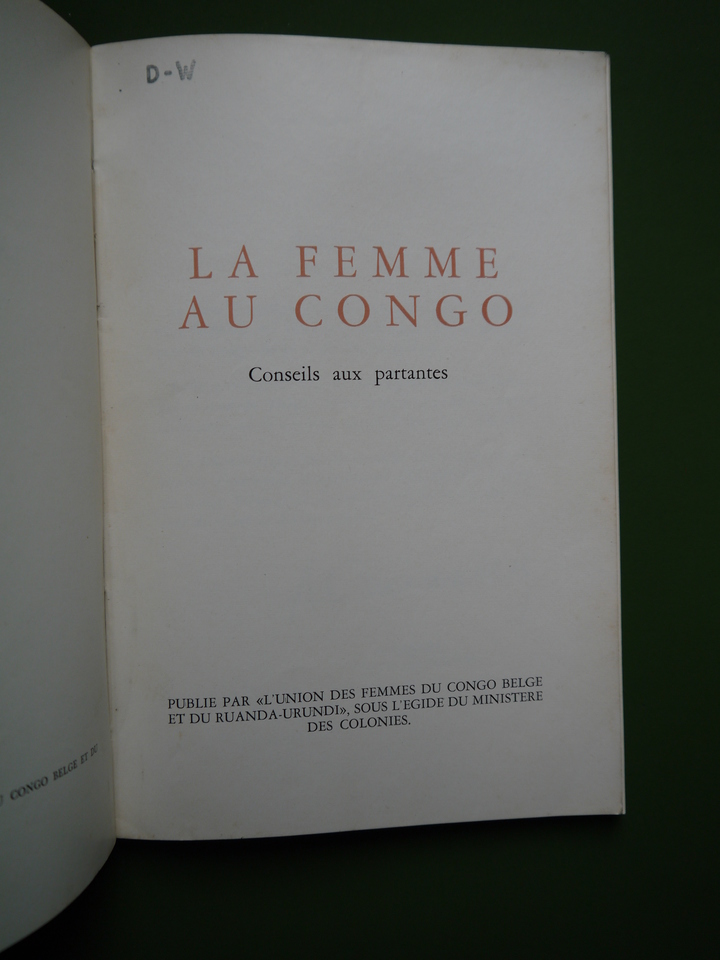 D-W
LA FEMME
AU CONGO
Conseils aux partantes
PUBLIE PAR «L'UNION DES FEMMES DU CONGO BELGE
ET DU RUANDA-URUNDI», SOUS L'EGIDE DU MINISTERE
DES COLONIES.
CONGO BELGE ET DU